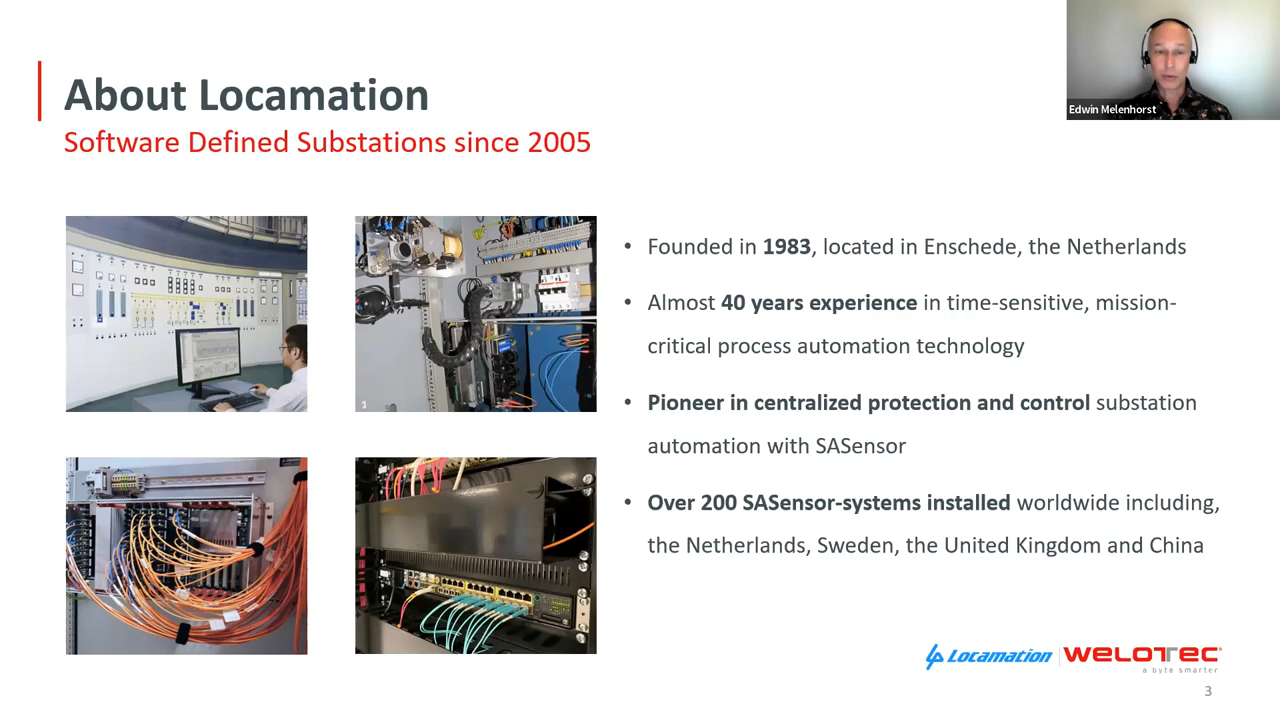 About Locamation
Software Defined Substations since 2005
Edwin Melenhorst
• Founded in 1983, located in Enschede, the Netherlands
• Almost 40 years experience in time-sensitive, mission-
critical process automation technology
• Pioneer in centralized protection and control substation
automation with SASensor
• Over 200 SASensor-systems installed worldwide including,
the Netherlands, Sweden, the United Kingdom and China
Locamation
WELOTEC
a byte smarter
3